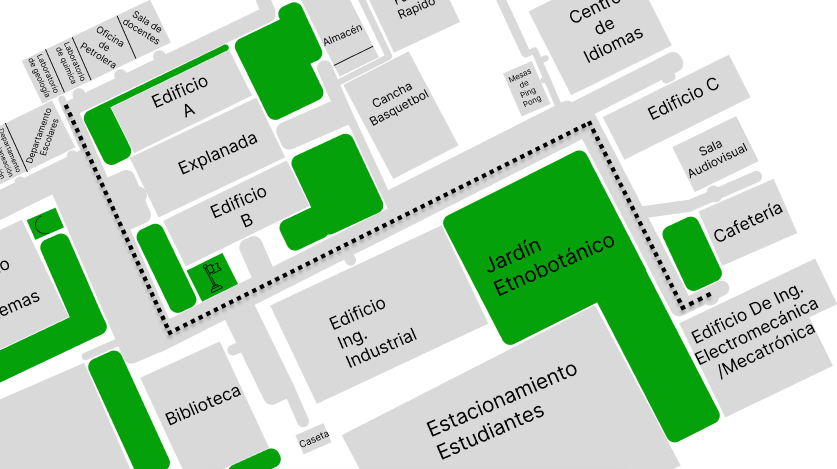 Sala de
docentes
Oficina
de
Petrolera
Laboratorio
de química
Laboratorio
de geología
Departamento
Escolares
Departamento
Almacén
Rapido
Centro
de
Idiomas
Mesas
de
Ping
Pong
Cancha
Basquetbol
Edificio
A
Explanada
Edificio
B
Edificio C
Sala
Audiovisual
Cafetería
Jardín
Etnobotánico
Edificio De Ing.
Electromecánica
/Mecatrónica
Edificio
Ing.
Industrial
Estacionamiento
Estudiantes
Biblioteca
Caseta
o
emas